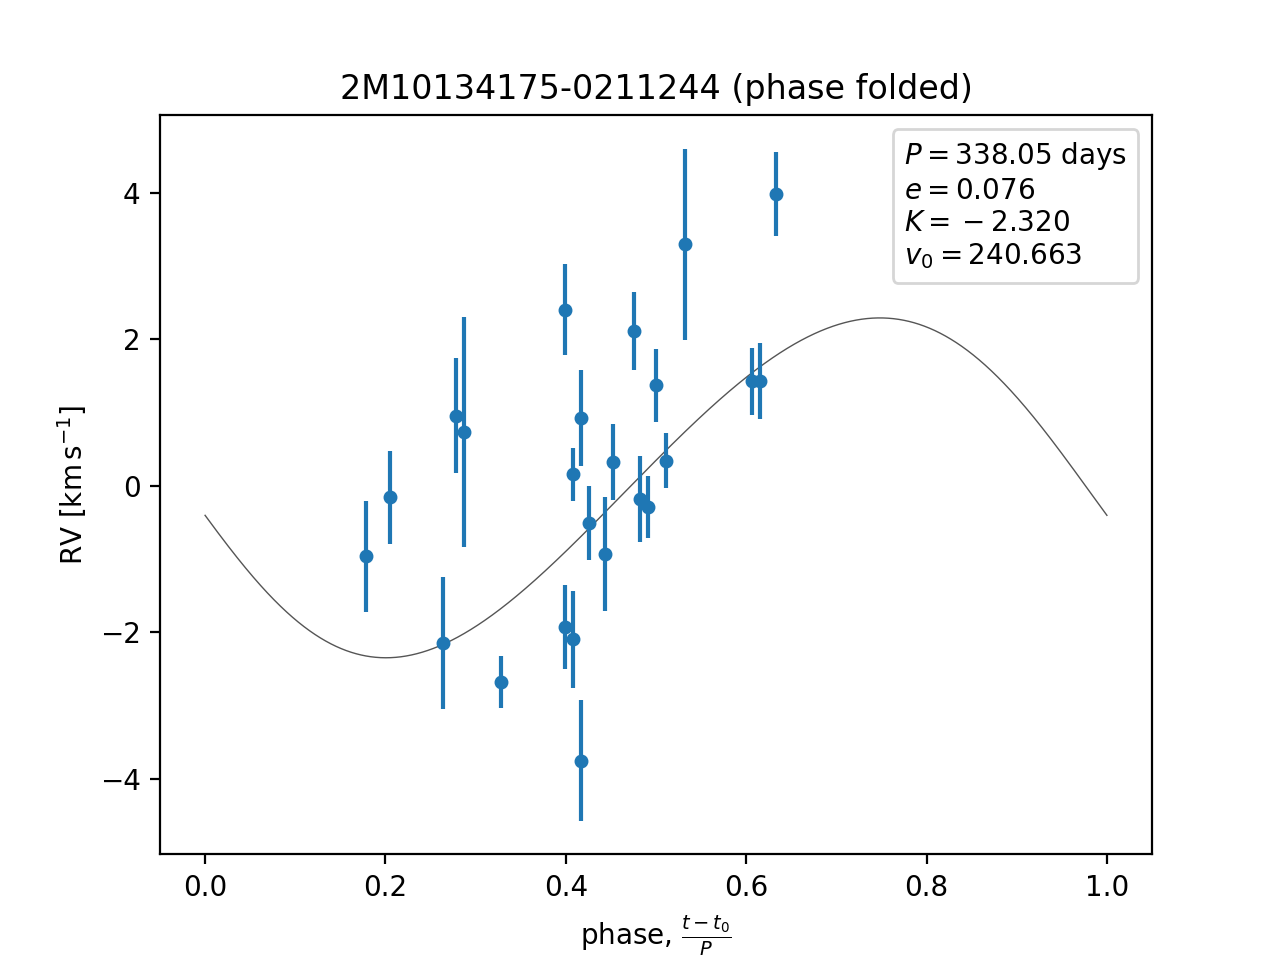 2M10134175-0211244 (phase folded)
P = 338.05 days
e = 0.076
K = −2.320
v₀ = 240.663
RV [km s⁻¹]
4
2
0
−2
−4
0.0 0.2 0.4 0.6 0.8 1.0
phase, (t − t₀)/P